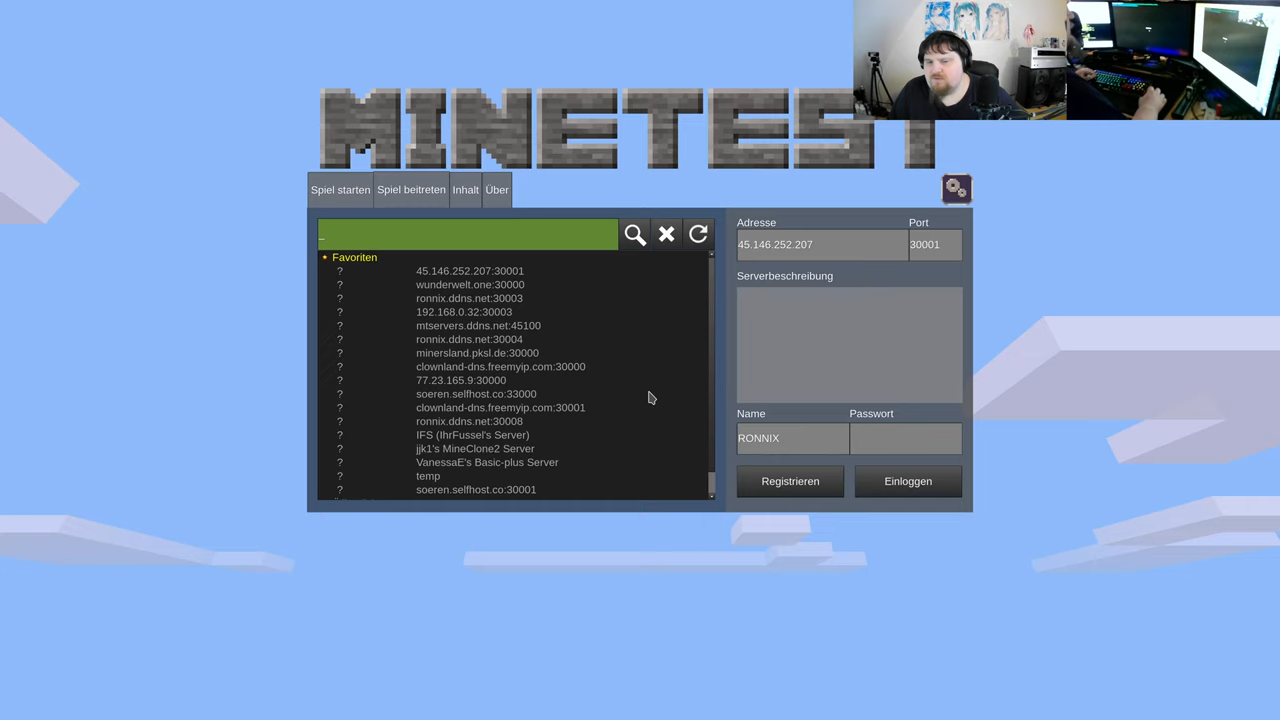 MINETEST
Spiel starten
Spiel beitreten
Inhalt
Über
Adresse
Port
45.146.252.207
30001
Favoriten
? 45.146.252.207:30001
? wunderwelt.one:30000
? ronnix.ddns.net:30003
? 192.168.0.32:30003
? mtservers.ddns.net:45100
? ronnix.ddns.net:30004
? minersland.pksl.de:30000
? clownland-dns.freemyip.com:30000
? 77.23.165.9:30000
? soeren.selfhost.co:33000
? clownland-dns.freemyip.com:30001
? ronnix.ddns.net:30008
? IFS (IhrFussel's Server)
? jjk1's MineClone2 Server
? VanessaE's Basic-plus Server
? temp
? soeren.selfhost.co:30001
Serverbeschreibung
Name
Passwort
RONNIX
Registrieren
Einloggen